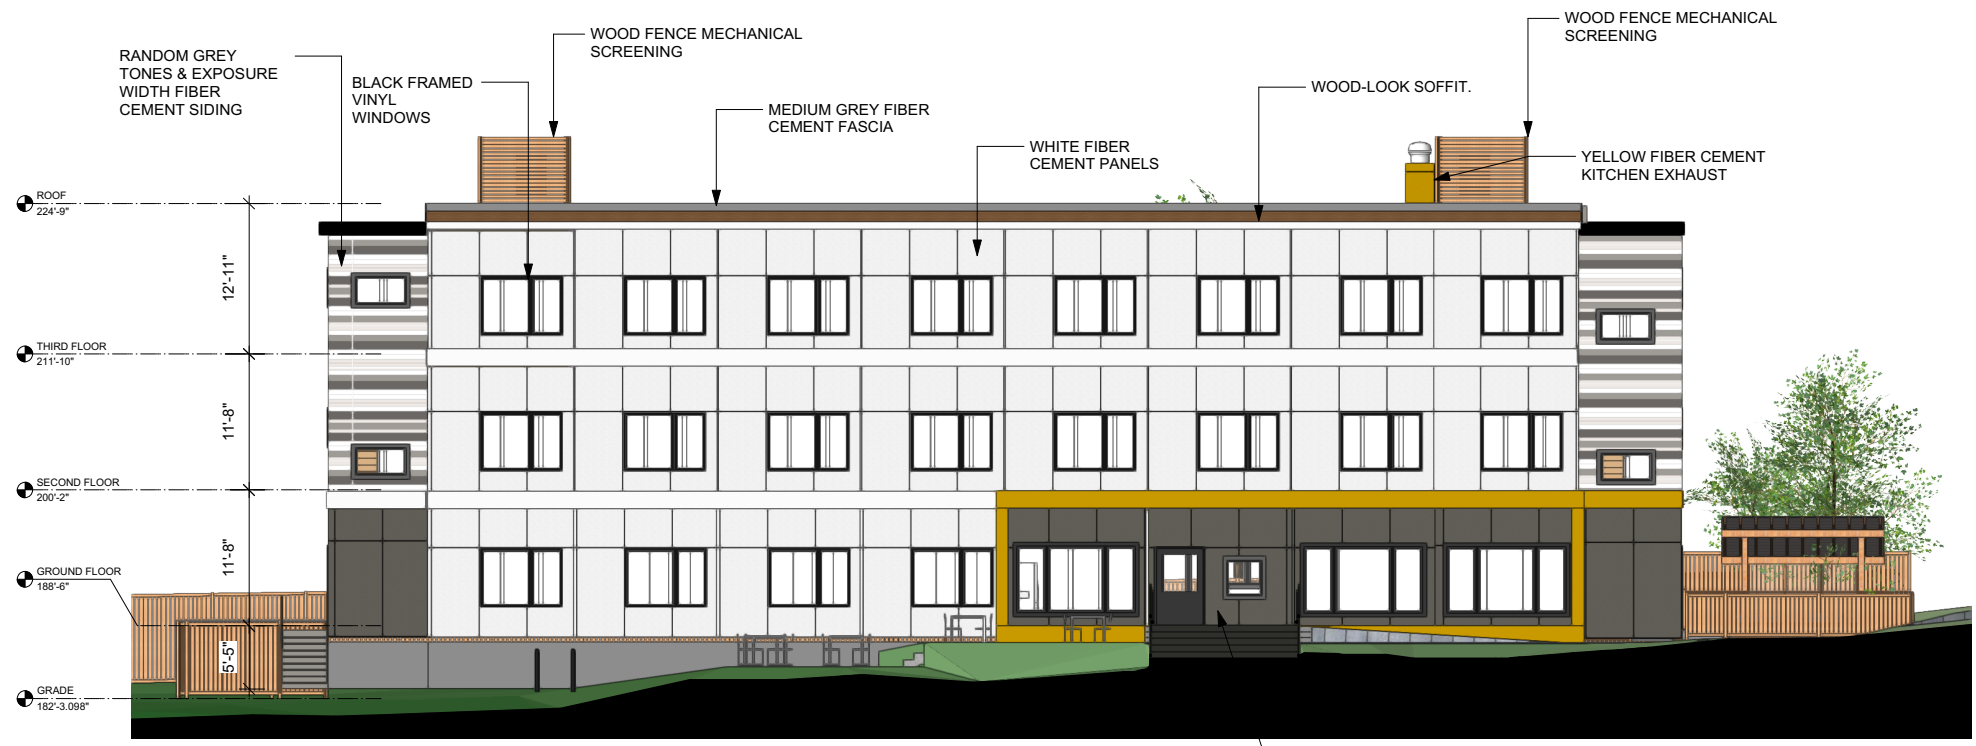 WOOD FENCE MECHANICAL
SCREENING
WOOD FENCE MECHANICAL
SCREENING
RANDOM GREY
TONES & EXPOSURE
WIDTH FIBER
CEMENT SIDING
BLACK FRAMED
VINYL
WINDOWS
MEDIUM GREY FIBER
CEMENT FASCIA
WOOD-LOOK SOFFIT.
WHITE FIBER
CEMENT PANELS
YELLOW FIBER CEMENT
KITCHEN EXHAUST
ROOF
224'-9"
12'-11"
THIRD FLOOR
211'-10"
11'-8"
SECOND FLOOR
200'-2"
11'-8"
GROUND FLOOR
188'-6"
5'-5"
GRADE
182'-3.098"